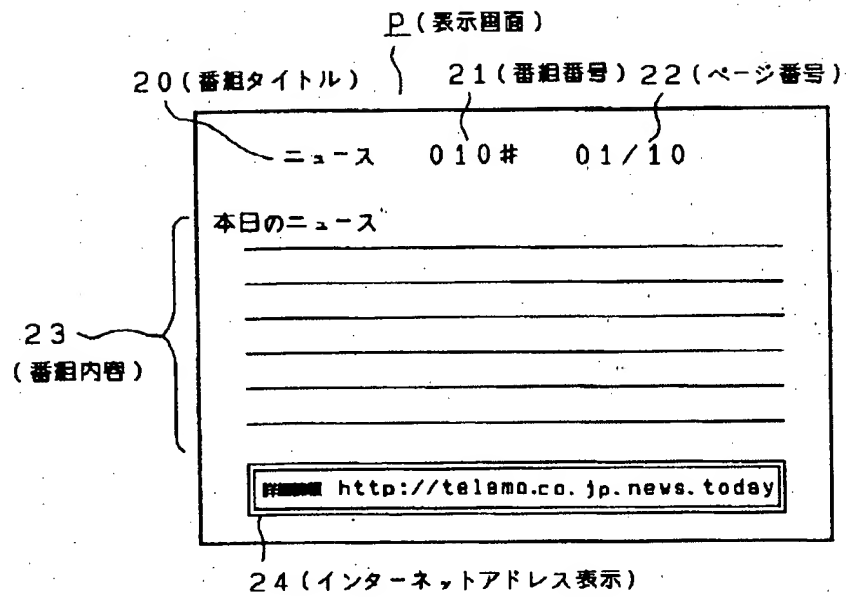 P(表示画面)
20(番組タイトル) 21(番組番号) 22(ページ番号)
ニュース 010# 01/10
本日のニュース
23
(番組内容)
http://telemo.co.jp.news.today
24(インターネットアドレス表示)